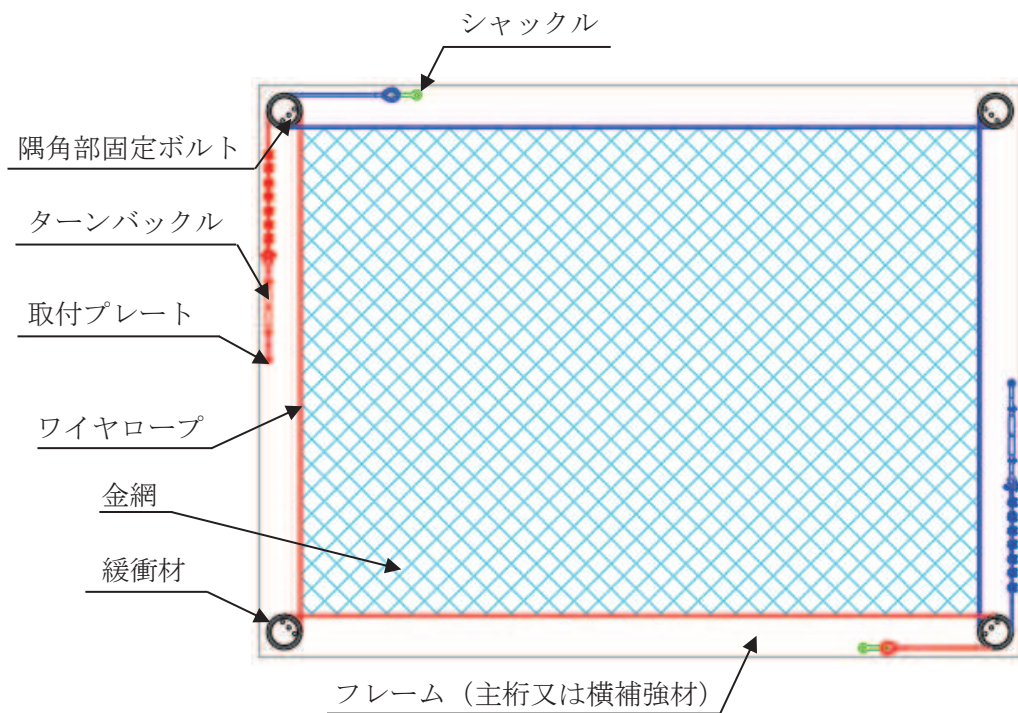 シャックル
隅角部固定ボルト
ターンバックル
取付プレート
ワイヤロープ
金網
緩衝材
フレーム（主桁又は横補強材）